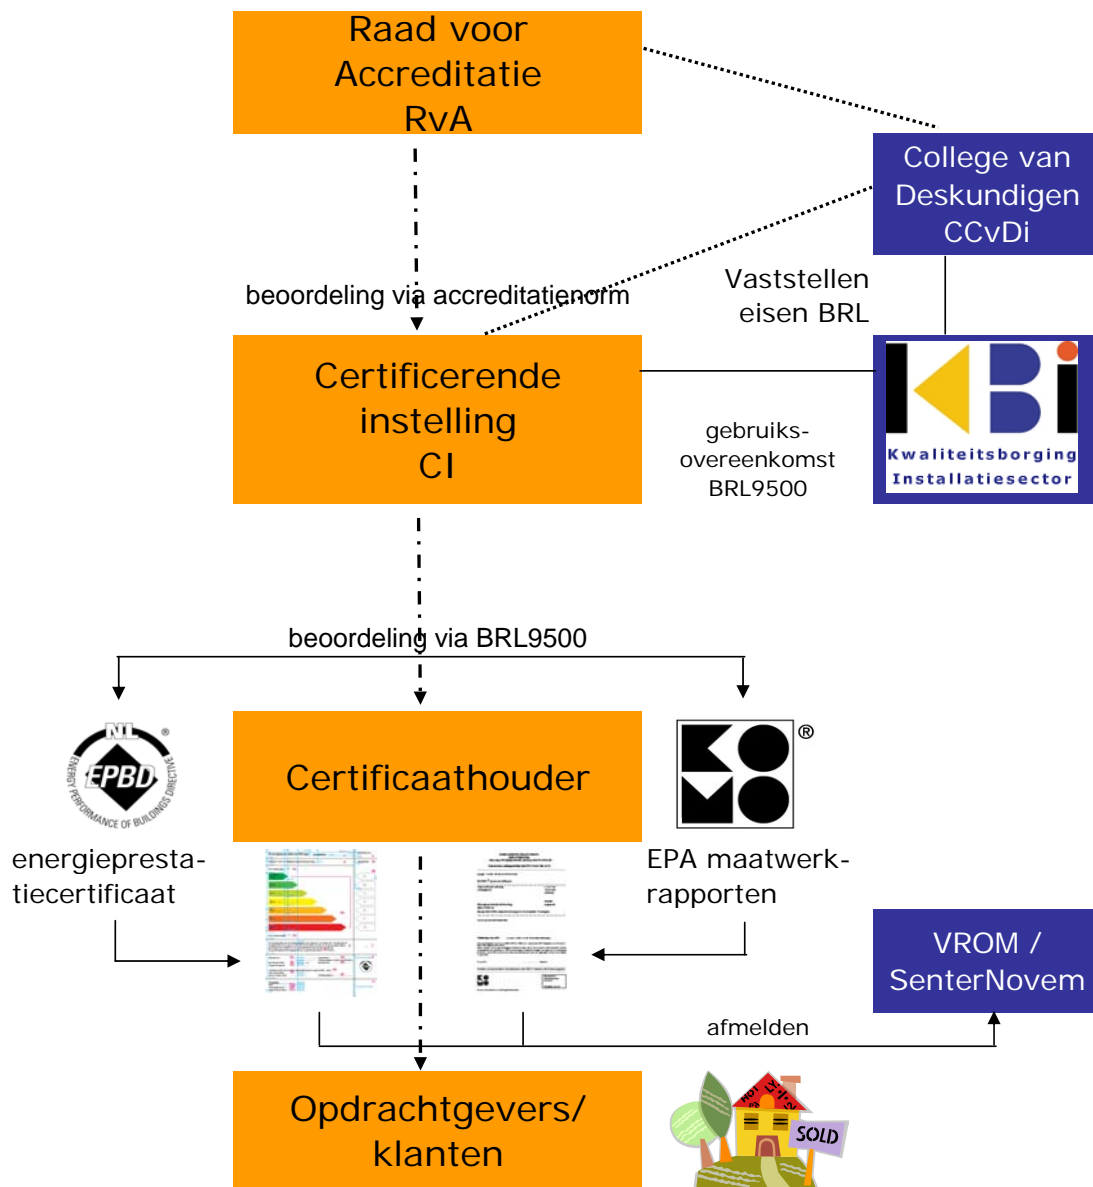 Raad voor
Accreditatie
RvA
College van
Deskundigen
CCvDi
beoordeling via accreditatienorm
Vaststellen
eisen BRL
Certificerende
instelling
CI
gebruiks-
overeenkomst
BRL9500
KBi
Kwaliteitsborging
Installatiesector
beoordeling via BRL9500
NL ®
EPBD
ENERGY PERFORMANCE OF BUILDINGS DIRECTIVE
Certificaathouder
KOMO ®
energiepresta-
tiecertificaat
EPA maatwerk-
rapporten
VROM /
SenterNovem
afmelden
Opdrachtgevers/
klanten
HOT
SOLD